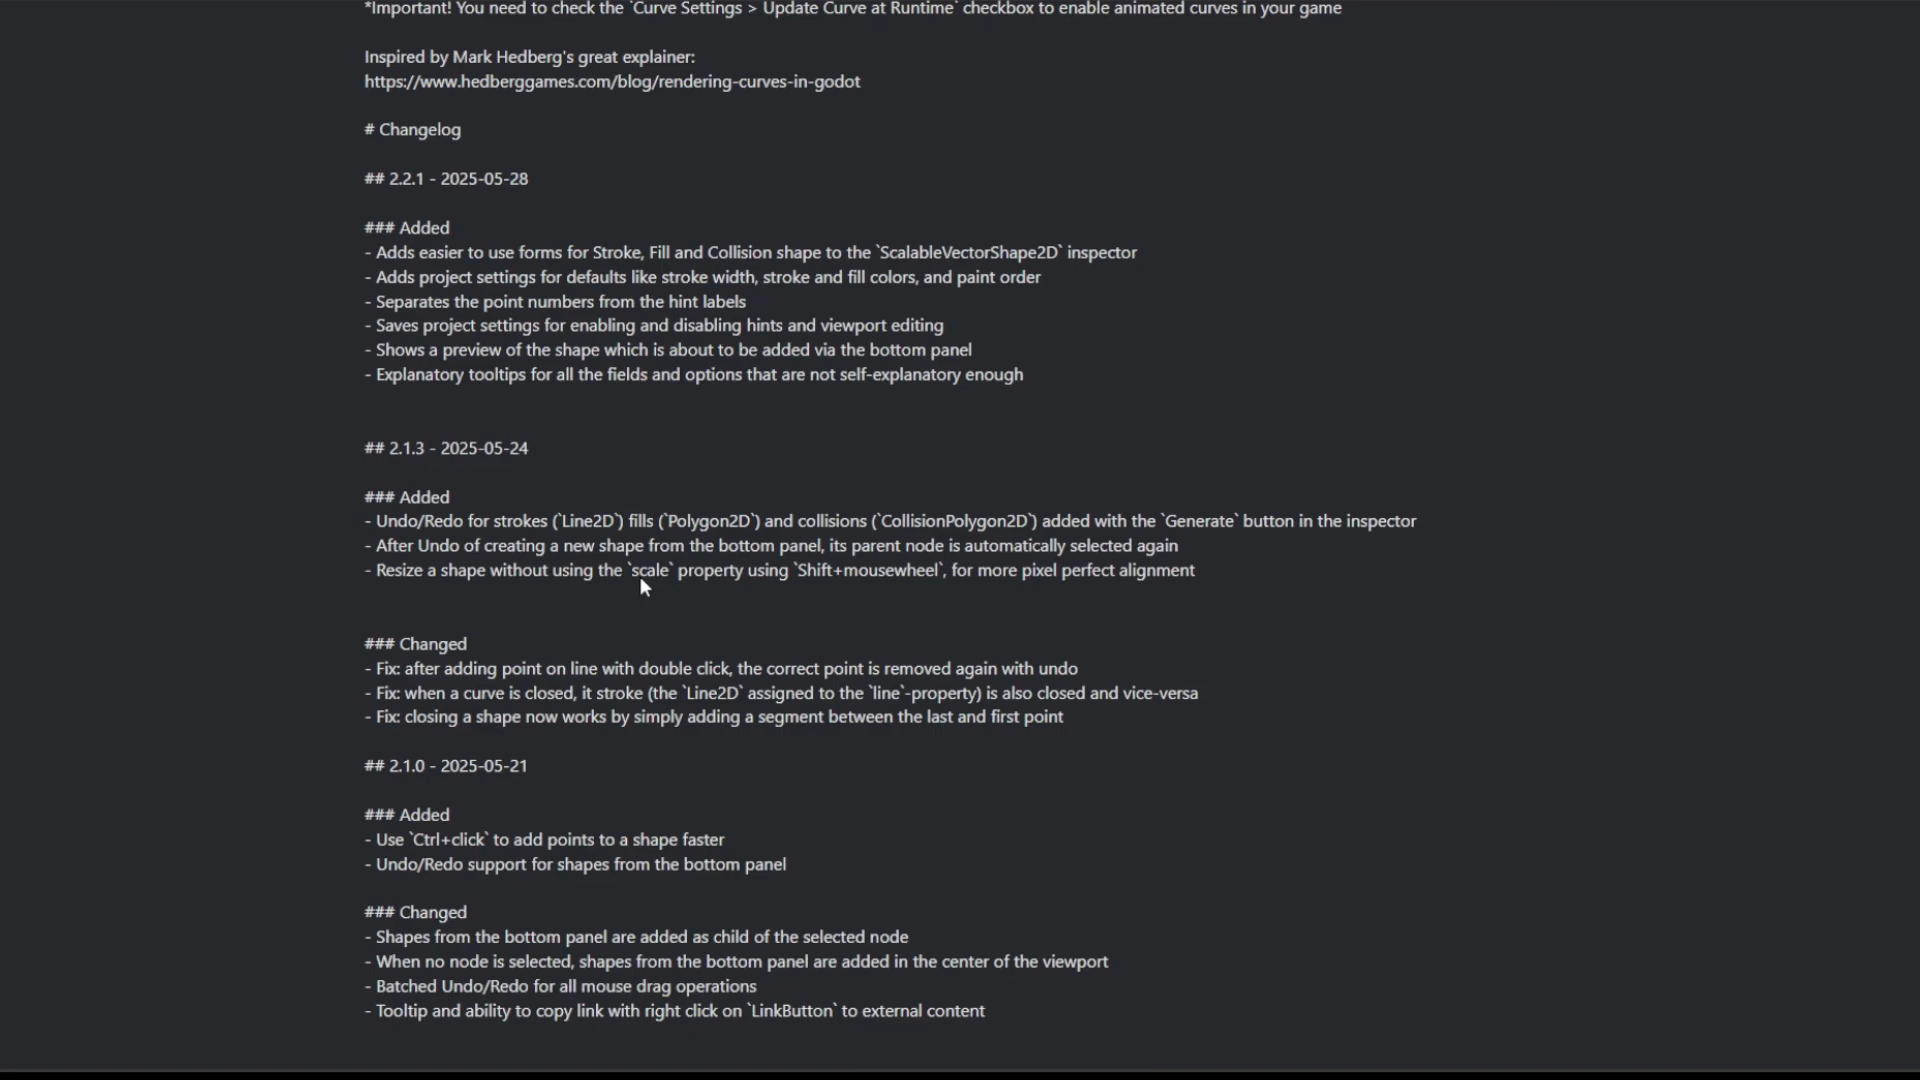 *Important! You need to check the `Curve Settings > Update Curve at Runtime` checkbox to enable animated curves in your game
Inspired by Mark Hedberg's great explainer:
https://www.hedberggames.com/blog/rendering-curves-in-godot
# Changelog
## 2.2.1 - 2025-05-28
### Added
- Adds easier to use forms for Stroke, Fill and Collision shape to the `ScalableVectorShape2D` inspector
- Adds project settings for defaults like stroke width, stroke and fill colors, and paint order
- Separates the point numbers from the hint labels
- Saves project settings for enabling and disabling hints and viewport editing
- Shows a preview of the shape which is about to be added via the bottom panel
- Explanatory tooltips for all the fields and options that are not self-explanatory enough
## 2.1.3 - 2025-05-24
### Added
- Undo/Redo for strokes (`Line2D`) fills (`Polygon2D`) and collisions (`CollisionPolygon2D`) added with the `Generate` button in the inspector
- After Undo of creating a new shape from the bottom panel, its parent node is automatically selected again
- Resize a shape without using the `scale` property using `Shift+mousewheel`, for more pixel perfect alignment
### Changed
- Fix: after adding point on line with double click, the correct point is removed again with undo
- Fix: when a curve is closed, it stroke (the `Line2D` assigned to the `line`-property) is also closed and vice-versa
- Fix: closing a shape now works by simply adding a segment between the last and first point
## 2.1.0 - 2025-05-21
### Added
- Use `Ctrl+click` to add points to a shape faster
- Undo/Redo support for shapes from the bottom panel
### Changed
- Shapes from the bottom panel are added as child of the selected node
- When no node is selected, shapes from the bottom panel are added in the center of the viewport
- Batched Undo/Redo for all mouse drag operations
- Tooltip and ability to copy link with right click on `LinkButton` to external content